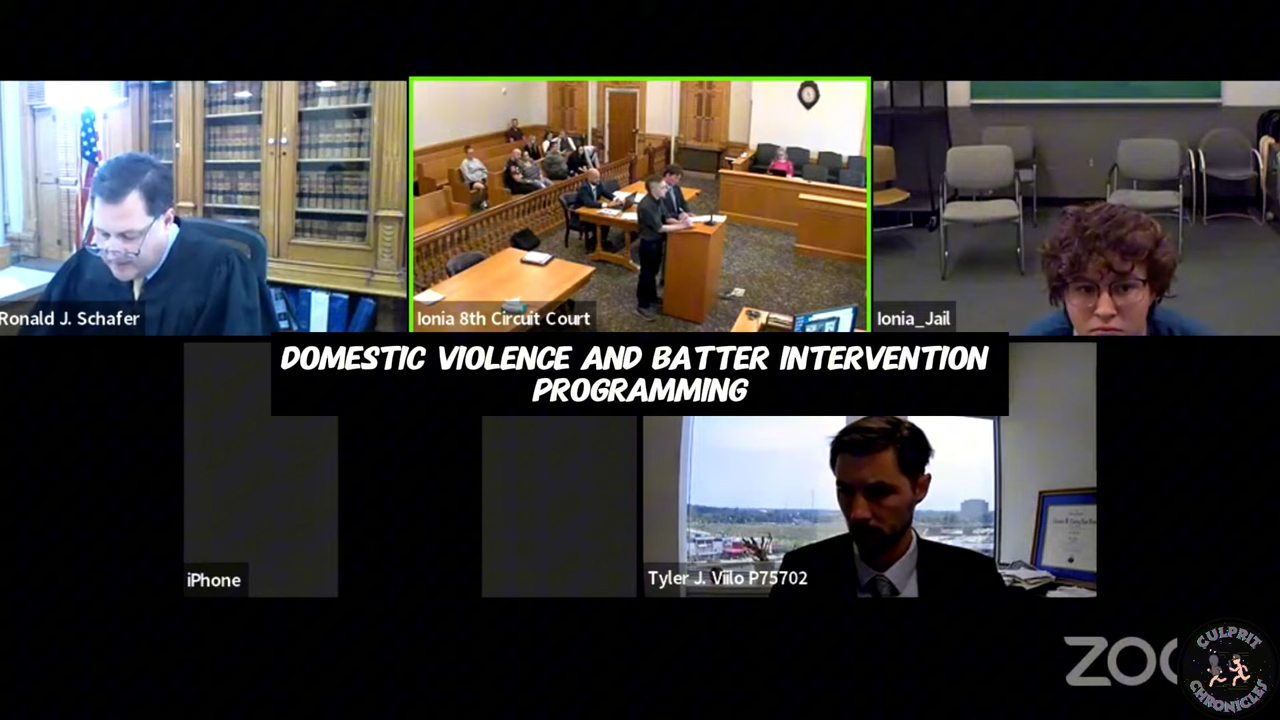 Ronald J. Schafer
Ionia 8th Circuit Court
Ionia_Jail
DOMESTIC VIOLENCE AND BATTER INTERVENTION
PROGRAMMING
iPhone
Tyler J. Viilo P75702
ZOO
CULPRIT
CHRONICLES